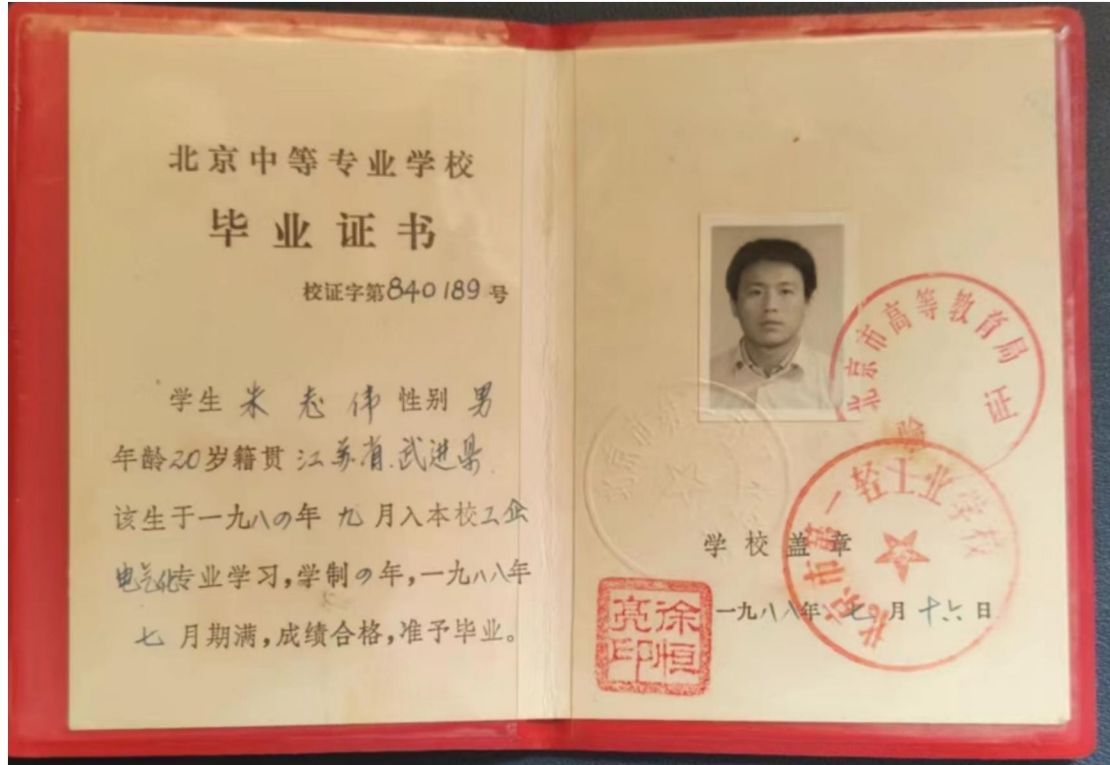 北京中等专业学校
毕业证书
校证字第840189号
学生 朱志伟 性别 男
年龄20岁籍贯 江苏省.武进县.
该生于一九八四年 九 月入本校工企
电气化专业学习,学制四年,一九八八年
七 月期满,成绩合格,准予毕业。
北京市高等教育局
验证
北京市第一轻工业学校
学校盖章
徐恒亮印
一九八八年 七 月 十六 日